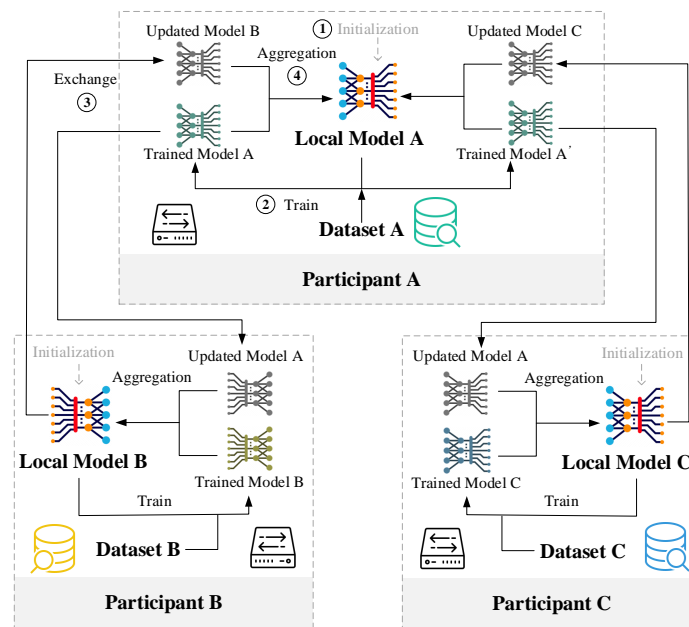 Updated Model B
① Initialization
Updated Model C
Aggregation
④
Exchange
③
Local Model A
Trained Model A
Trained Model A'
② Train
Dataset A
Participant A
Initialization
Updated Model A
Aggregation
Local Model B
Trained Model B
Train
Dataset B
Participant B
Updated Model A
Initialization
Aggregation
Local Model C
Trained Model C
Train
Dataset C
Participant C